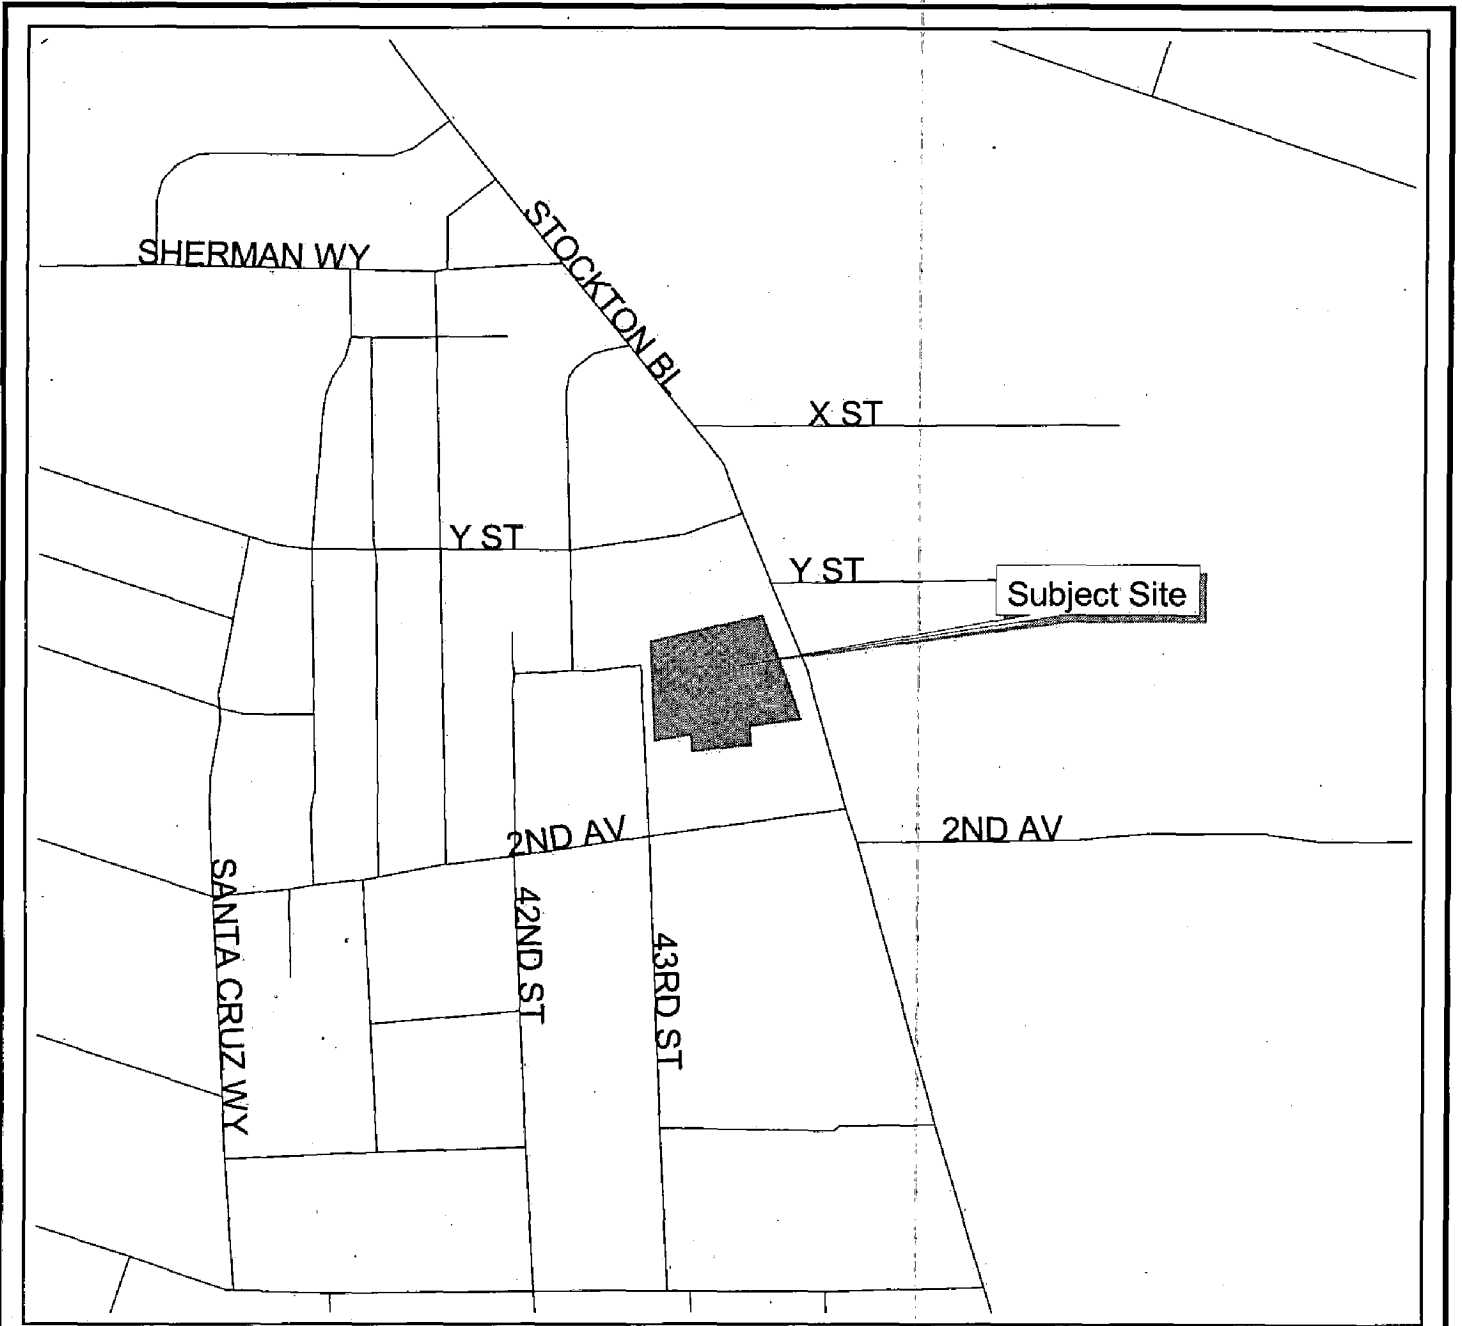 SHERMAN WY
STOCKTON BL
X ST
Y ST
Y ST
Subject Site
2ND AV
2ND AV
SANTA CRUZ WY
42ND ST
43RD ST